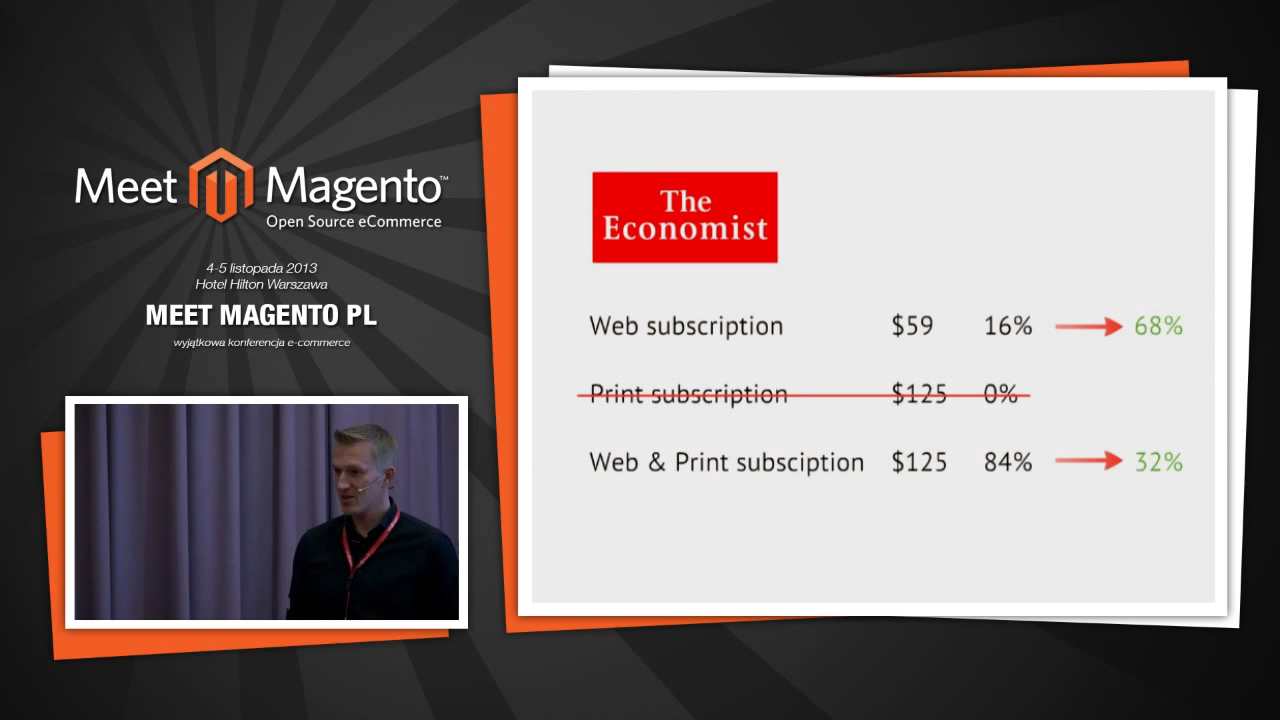 Meet Magento™
Open Source eCommerce
4-5 listopada 2013
Hotel Hilton Warszawa
MEET MAGENTO PL
wyjątkowa konferencja e-commerce
The
Economist
Web subscription $59 16% 68%
Print subscription $125 0%
Web & Print subsciption $125 84% 32%